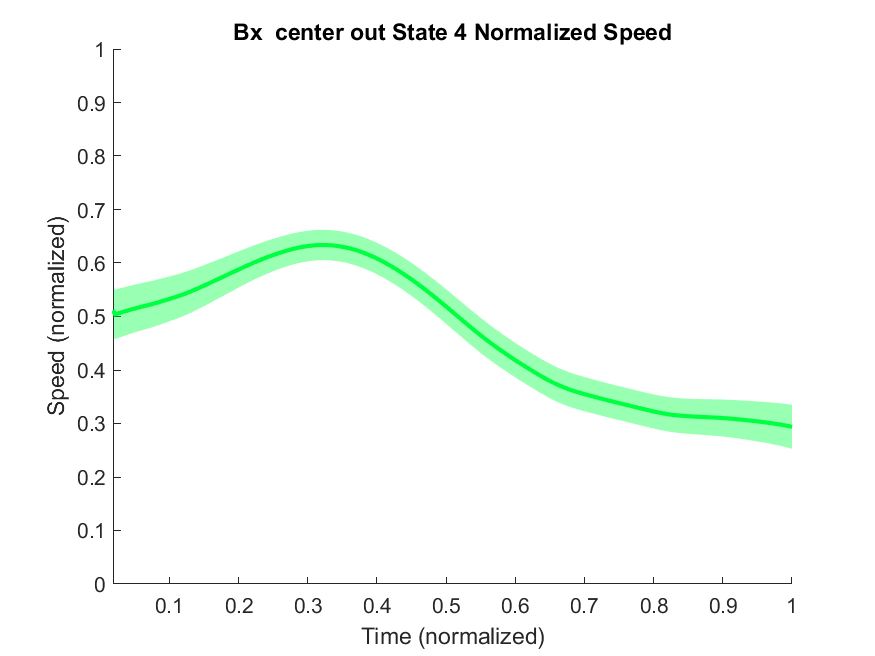 Bx  center out State 4 Normalized Speed
1
0.9
0.8
0.7
0.6
0.5
0.4
0.3
0.2
0.1
0
Speed (normalized)
0.1 0.2 0.3 0.4 0.5 0.6 0.7 0.8 0.9 1
Time (normalized)